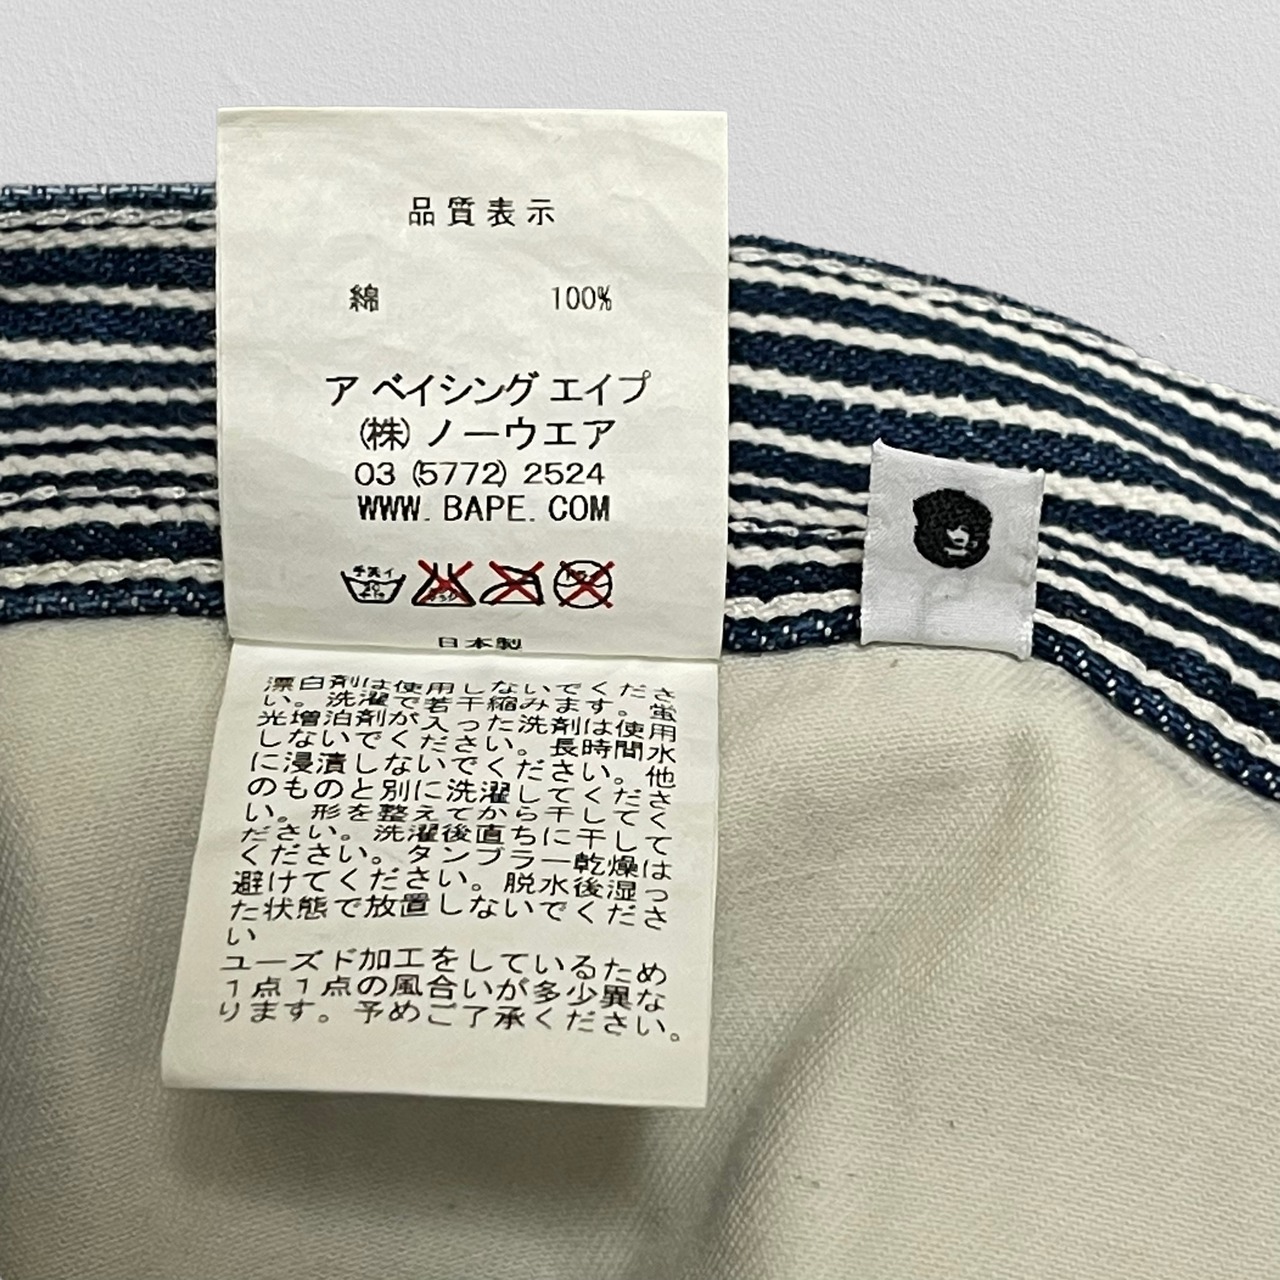 品質表示
綿 100%
ア ベイシング エイプ
(株) ノーウエア
03 (5772) 2524
WWW. BAPE. COM
手洗イ
日本製
漂白剤は使用しないでくださ
い。洗濯で若干縮みます。蛍
光増泊剤が入った洗剤は使用
しないでください。長時間水
に浸漬しないでください。他
のものと別に洗濯してくださ
い。形を整えてから干してく
ださい。洗濯後直ちに干して
ください。タンブラー乾燥は
避けてください。脱水後湿っ
た状態で放置しないでくださ
い
ユーズド加工をしているため
1点1点の風合いが多少異な
ります。予めご了承ください。